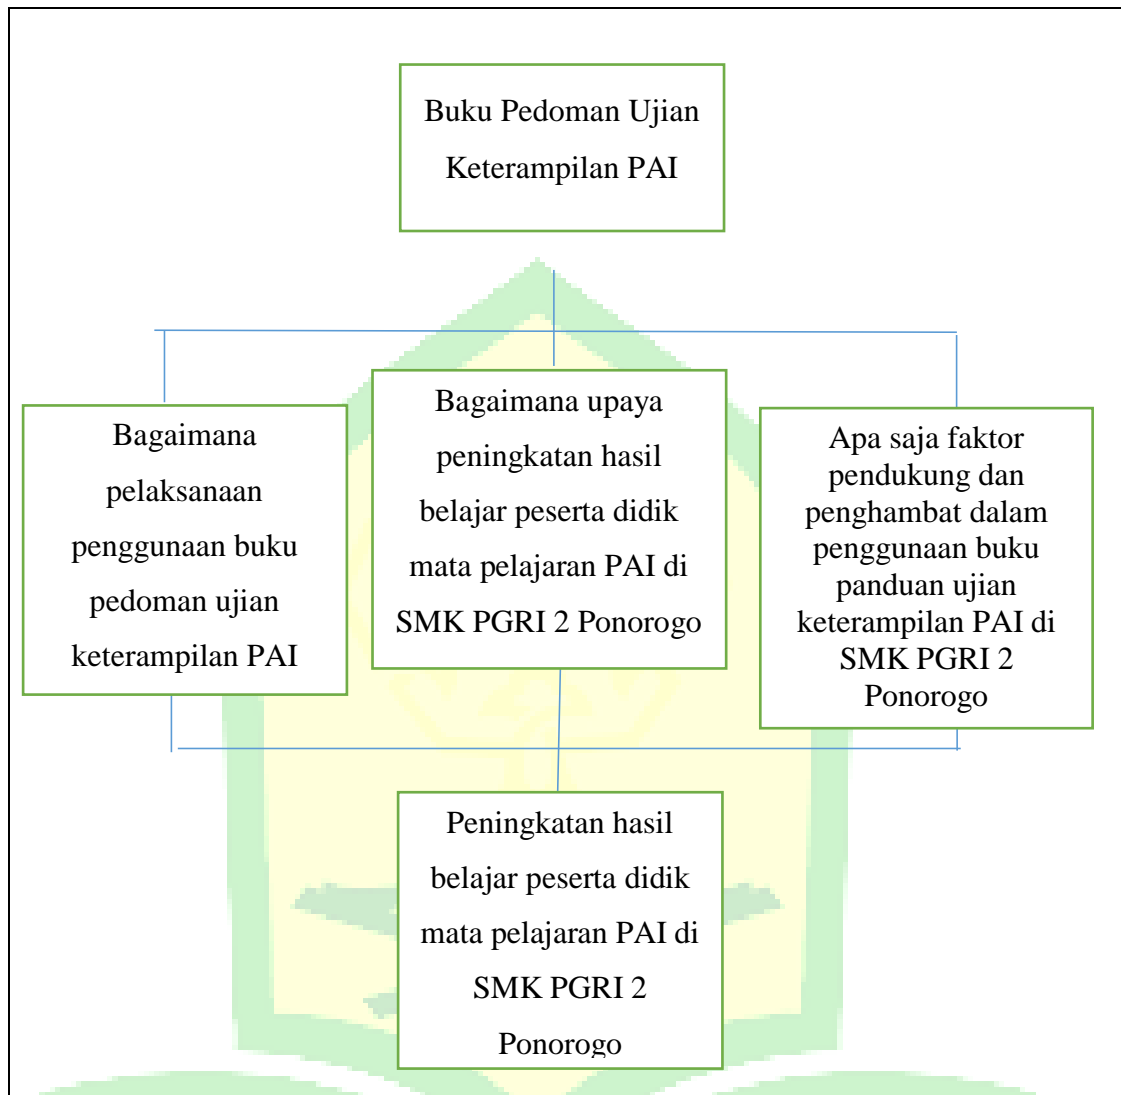 Buku Pedoman Ujian
Keterampilan PAI
Bagaimana
pelaksanaan
penggunaan buku
pedoman ujian
keterampilan PAI
Bagaimana upaya
peningkatan hasil
belajar peserta didik
mata pelajaran PAI di
SMK PGRI 2 Ponorogo
Apa saja faktor
pendukung dan
penghambat dalam
penggunaan buku
panduan ujian
keterampilan PAI di
SMK PGRI 2
Ponorogo
Peningkatan hasil
belajar peserta didik
mata pelajaran PAI di
SMK PGRI 2
Ponorogo